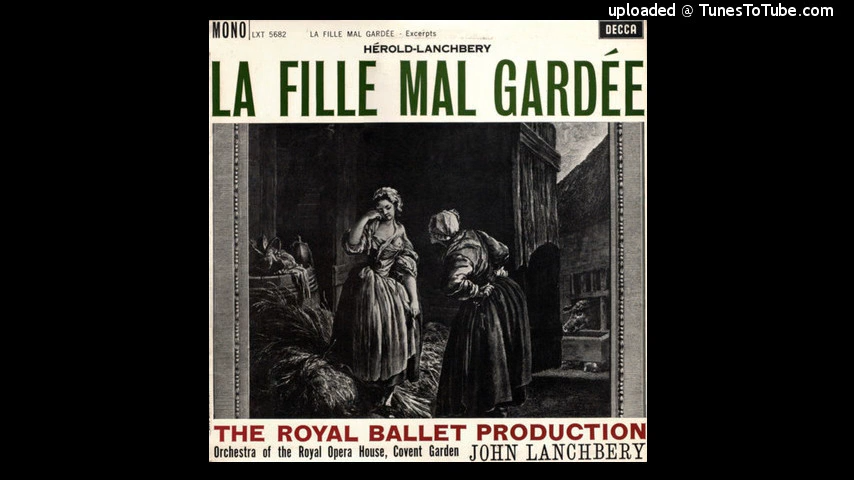 uploaded @ TunesToTube.com
MONO LXT 5682 LA FILLE MAL GARDÉE - Excerpts DECCA
HÉROLD-LANCHBERY
LA FILLE MAL GARDÉE
THE ROYAL BALLET PRODUCTION
Orchestra of the Royal Opera House, Covent Garden JOHN LANCHBERY